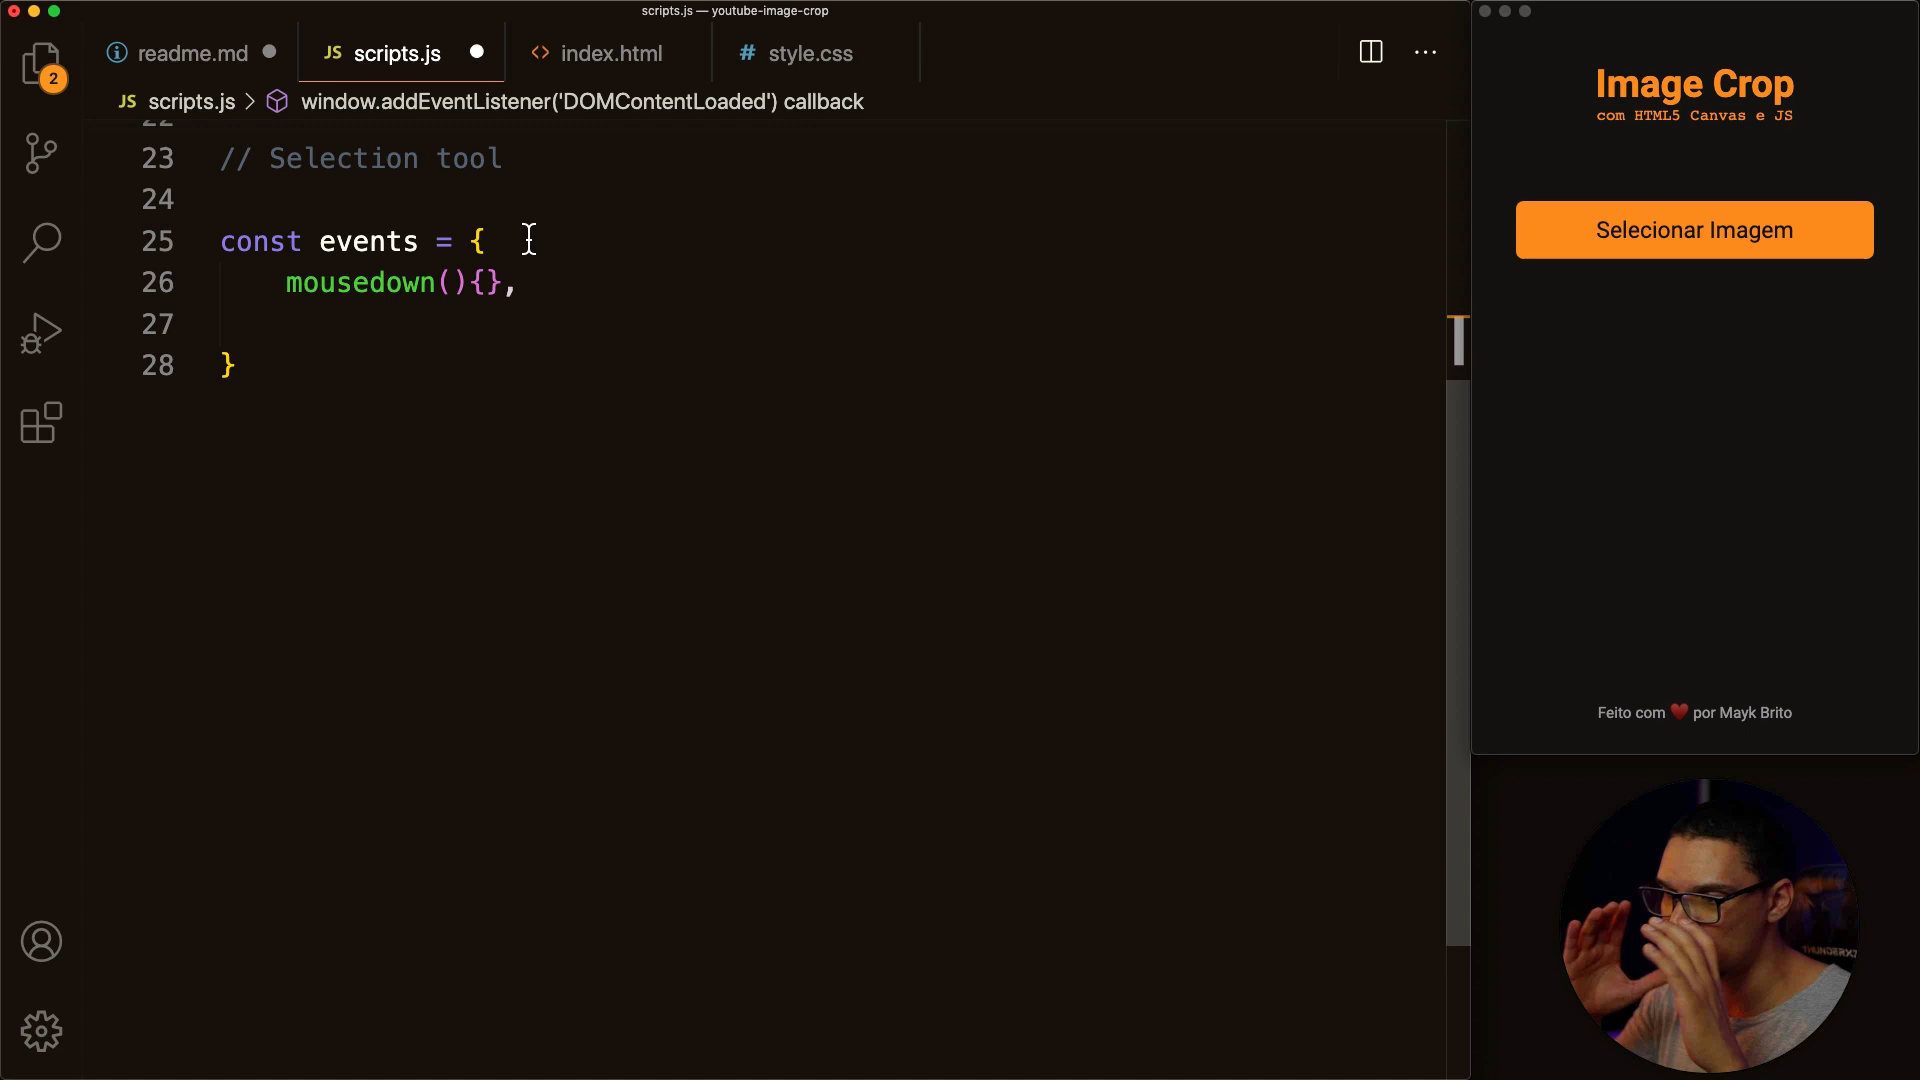 scripts.js — youtube-image-crop
readme.md
JS scripts.js
<> index.html
# style.css
2
JS scripts.js > window.addEventListener('DOMContentLoaded') callback
22
23 // Selection tool
24
25 const events = {
26 mousedown(){},
27
28 }
Image Crop
com HTML5 Canvas e JS
Selecionar Imagem
Feito com ❤️ por Mayk Brito